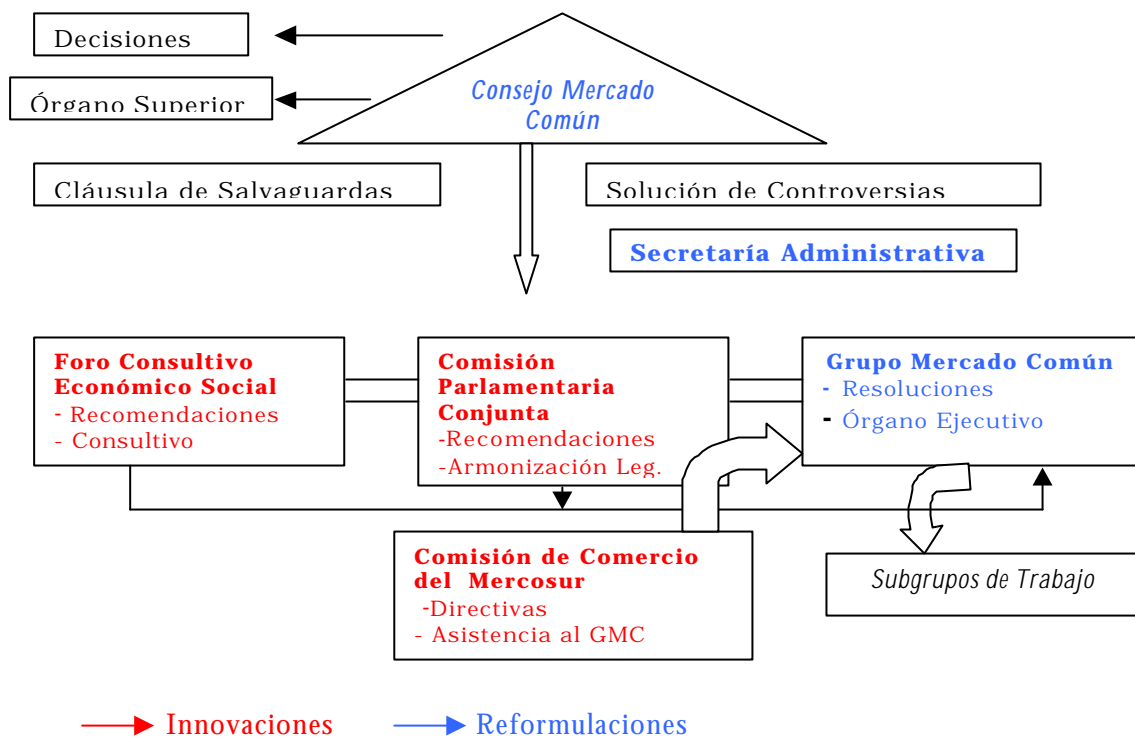 Decisiones
Órgano Superior
Consejo Mercado
Común
Cláusula de Salvaguardas
Solución de Controversias
Secretaría Administrativa
Foro Consultivo
Económico Social
- Recomendaciones
- Consultivo
Comisión
Parlamentaria
Conjunta
-Recomendaciones
-Armonización Leg.
Grupo Mercado Común
- Resoluciones
- Órgano Ejecutivo
Comisión de Comercio
del Mercosur
-Directivas
- Asistencia al GMC
Subgrupos de Trabajo
Innovaciones
Reformulaciones